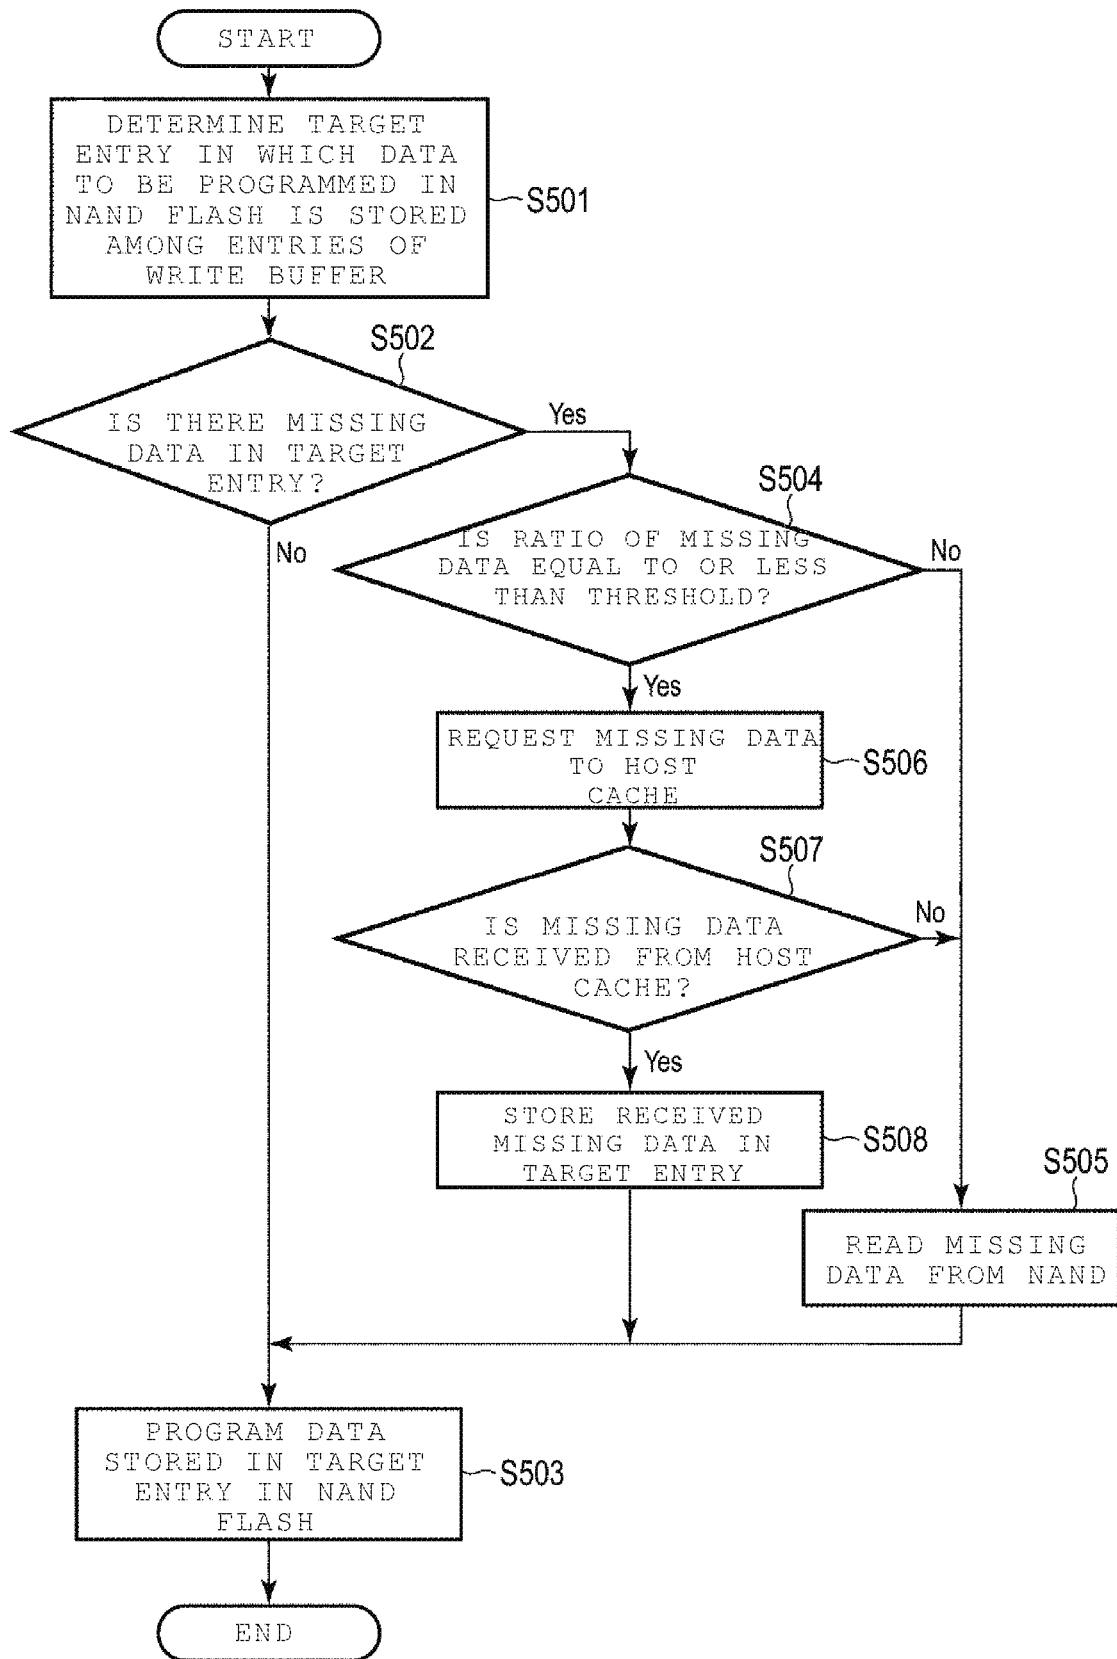 START
DETERMINE TARGET
ENTRY IN WHICH DATA
TO BE PROGRAMMED IN
NAND FLASH IS STORED
AMONG ENTRIES OF
WRITE BUFFER
S501
S502
IS THERE MISSING
DATA IN TARGET
ENTRY?
Yes
No
S504
IS RATIO OF MISSING
DATA EQUAL TO OR LESS
THAN THRESHOLD?
No
Yes
REQUEST MISSING DATA
TO HOST
CACHE
S506
S507
IS MISSING DATA
RECEIVED FROM HOST
CACHE?
No
Yes
STORE RECEIVED
MISSING DATA IN
TARGET ENTRY
S508
S505
READ MISSING
DATA FROM NAND
PROGRAM DATA
STORED IN TARGET
ENTRY IN NAND
FLASH
S503
END